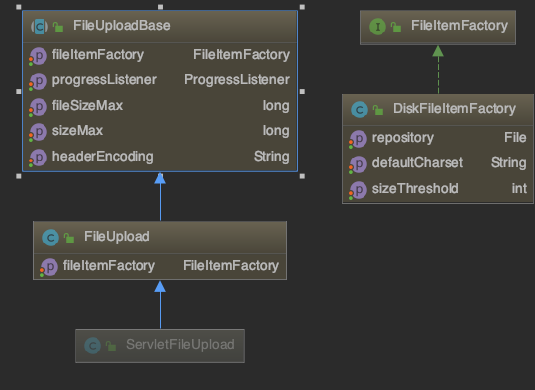 FileUploadBase
fileItemFactory FileItemFactory
progressListener ProgressListener
fileSizeMax long
sizeMax long
headerEncoding String
FileUpload
fileItemFactory FileItemFactory
ServletFileUpload
FileItemFactory
DiskFileItemFactory
repository File
defaultCharset String
sizeThreshold int